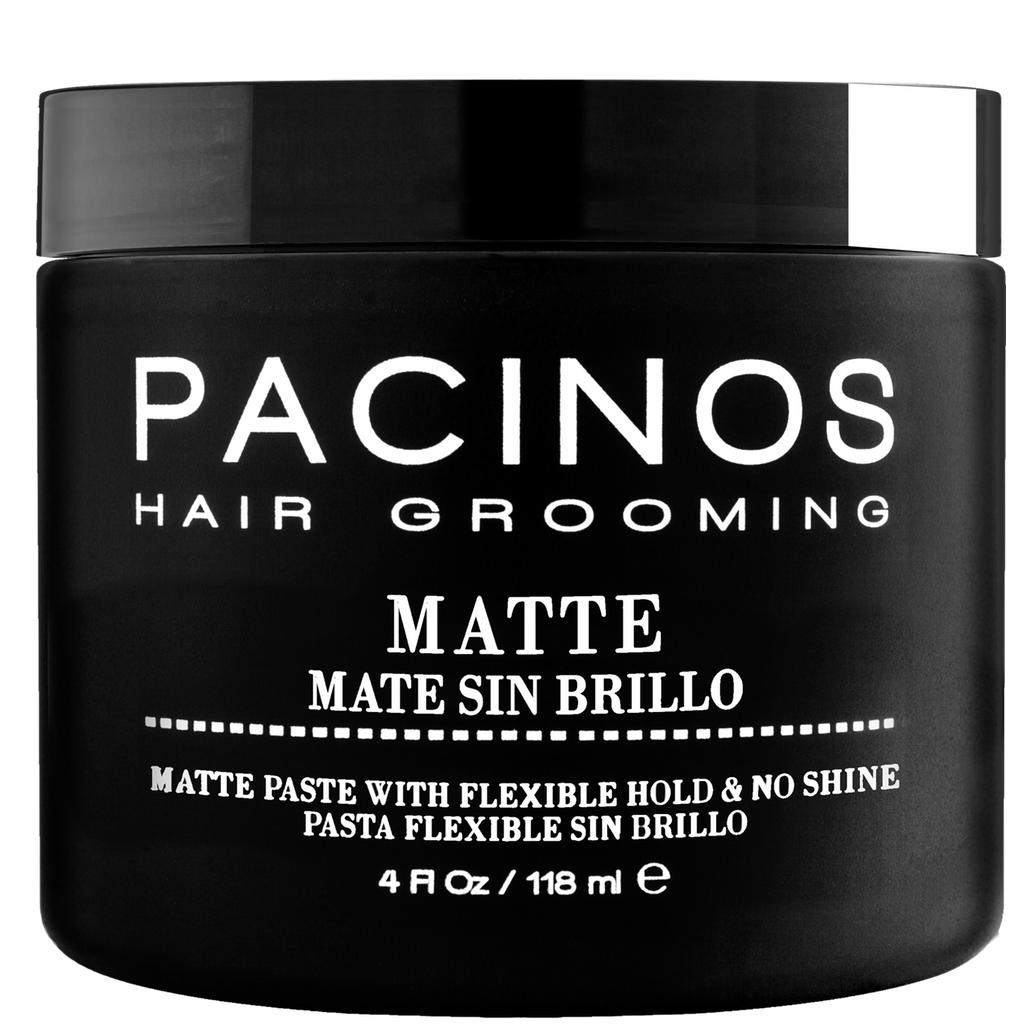 PACINOS
HAIR GROOMING
MATTE
MATE SIN BRILLO
MATTE PASTE WITH FLEXIBLE HOLD & NO SHINE
PASTA FLEXIBLE SIN BRILLO
4 Fl Oz / 118 ml ℮